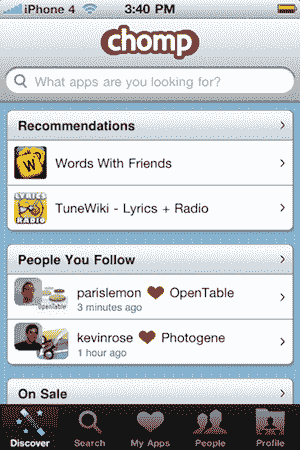 iPhone 4 3:40 PM
chomp
What apps are you looking for?
Recommendations
W
Words With Friends
LYRICS
RADIO
TuneWiki - Lyrics + Radio
People You Follow
OpenTable
parislemon OpenTable
3 minutes ago
kevinrose Photogene
1 hour ago
On Sale
Discover Search My Apps People Profile